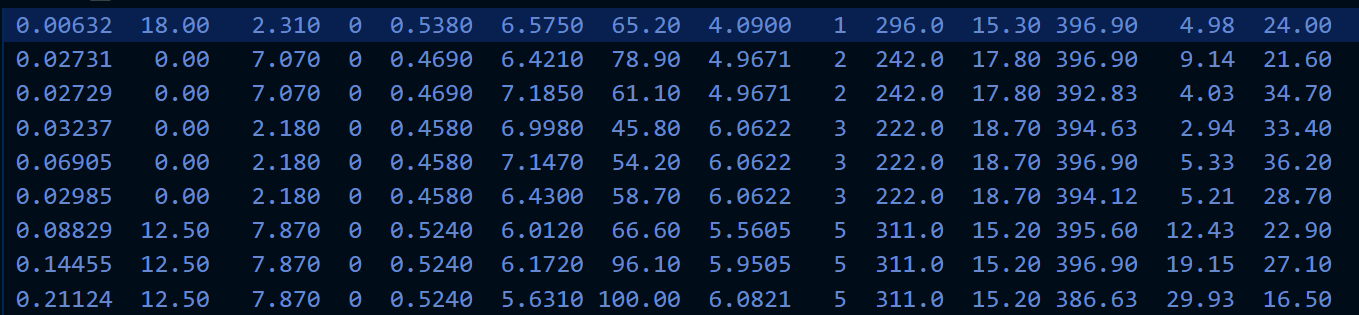 0.00632 18.00 2.310 0 0.5380 6.5750 65.20 4.0900 1 296.0 15.30 396.90 4.98 24.00
0.02731 0.00 7.070 0 0.4690 6.4210 78.90 4.9671 2 242.0 17.80 396.90 9.14 21.60
0.02729 0.00 7.070 0 0.4690 7.1850 61.10 4.9671 2 242.0 17.80 392.83 4.03 34.70
0.03237 0.00 2.180 0 0.4580 6.9980 45.80 6.0622 3 222.0 18.70 394.63 2.94 33.40
0.06905 0.00 2.180 0 0.4580 7.1470 54.20 6.0622 3 222.0 18.70 396.90 5.33 36.20
0.02985 0.00 2.180 0 0.4580 6.4300 58.70 6.0622 3 222.0 18.70 394.12 5.21 28.70
0.08829 12.50 7.870 0 0.5240 6.0120 66.60 5.5605 5 311.0 15.20 395.60 12.43 22.90
0.14455 12.50 7.870 0 0.5240 6.1720 96.10 5.9505 5 311.0 15.20 396.90 19.15 27.10
0.21124 12.50 7.870 0 0.5240 5.6310 100.00 6.0821 5 311.0 15.20 386.63 29.93 16.50